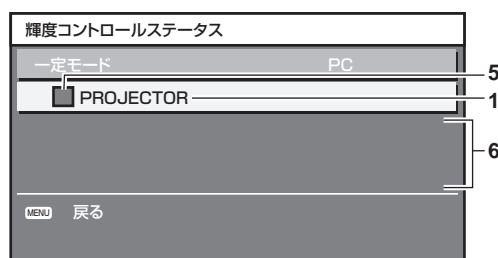 輝度コントロールステータス
一定モード PC
5
PROJECTOR 1
6
MENU 戻る